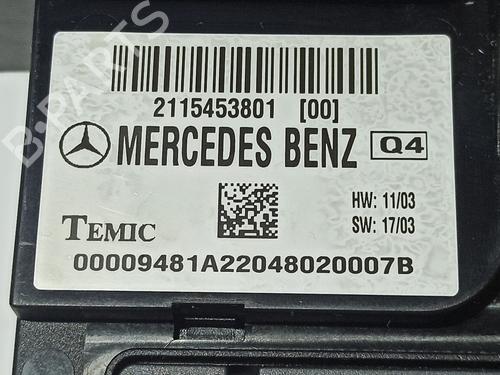 B-PARTS
2115453801 [00]
MERCEDES BENZ Q4
HW: 11/03
SW: 17/03
TEMIC
00009481A22048020007B